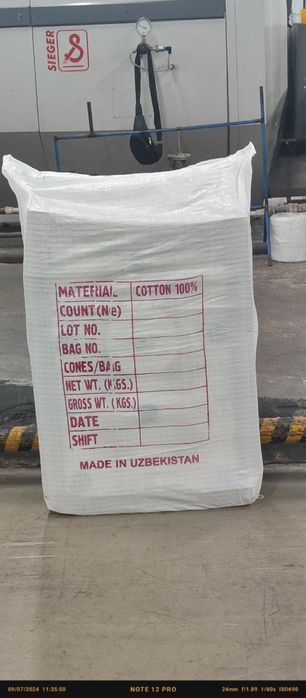 SIEGER
MATERIAL COTTON 100%
COUNT(Ne)
LOT NO.
BAG NO.
CONES/BAG
NET WT. (KGS.)
GROSS WT. (KGS.)
DATE
SHIFT
MADE IN UZBEKISTAN
09/07/2024 11:35:50 NOTE 12 PRO 24mm f/1.89 1/60s ISO690